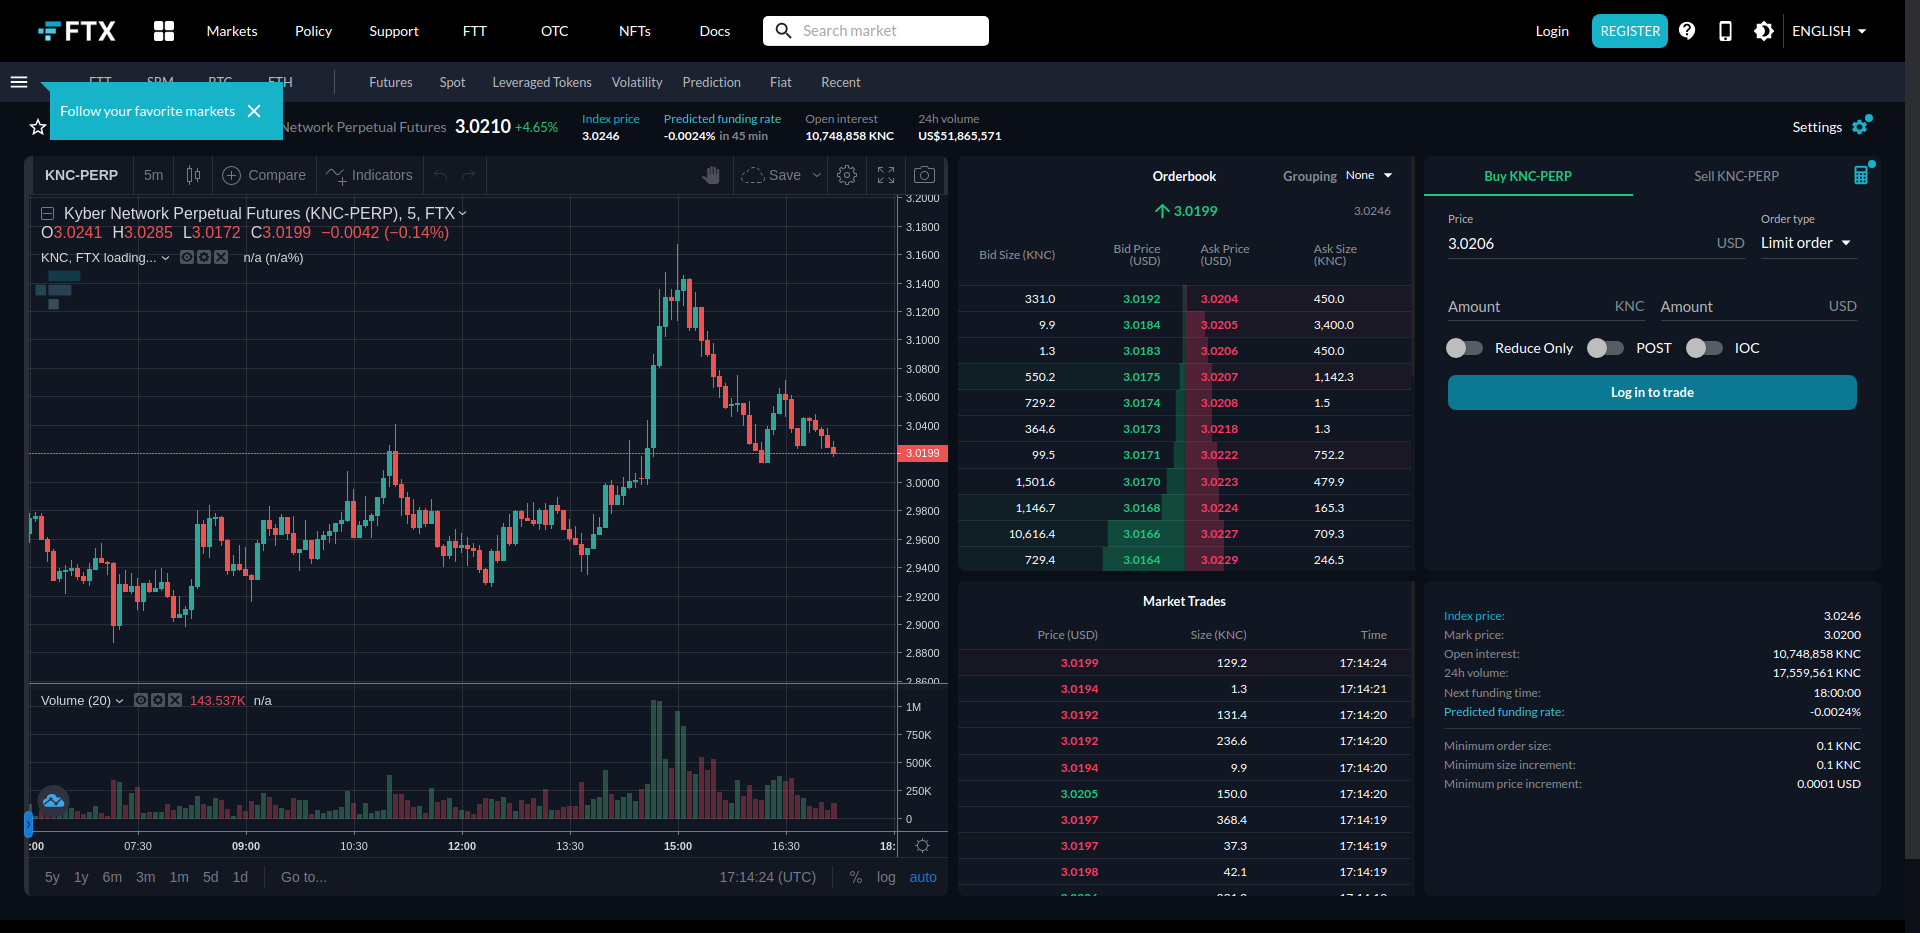 FTX Markets Policy Support FTT OTC NFTs Docs Search market Login REGISTER ENGLISH
Futures Spot Leveraged Tokens Volatility Prediction Fiat Recent
Follow your favorite markets
Network Perpetual Futures 3.0210 +4.65%
Index price
3.0246
Predicted funding rate
-0.0024% in 45 min
Open interest
10,748,858 KNC
24h volume
US$51,865,571
Settings
KNC-PERP 5m Compare Indicators Save
Kyber Network Perpetual Futures (KNC-PERP), 5, FTX
O3.0241 H3.0285 L3.0172 C3.0199 −0.0042 (−0.14%)
KNC, FTX loading... n/a (n/a%)
3.2000
3.1800
3.1600
3.1400
3.1200
3.1000
3.0800
3.0600
3.0400
3.0199
3.0000
2.9800
2.9600
2.9400
2.9200
2.9000
2.8800
2.8600
Volume (20) 143.537K n/a
1M
750K
500K
250K
0
:00 07:30 09:00 10:30 12:00 13:30 15:00 16:30 18:
5y 1y 6m 3m 1m 5d 1d Go to... 17:14:24 (UTC) % log auto
Orderbook Grouping None
3.0199 3.0246
Bid Size (KNC) Bid Price (USD) Ask Price (USD) Ask Size (KNC)
331.0 3.0192 3.0204 450.0
9.9 3.0184 3.0205 3,400.0
1.3 3.0183 3.0206 450.0
550.2 3.0175 3.0207 1,142.3
729.2 3.0174 3.0208 1.5
364.6 3.0173 3.0218 1.3
99.5 3.0171 3.0222 752.2
1,501.6 3.0170 3.0223 479.9
1,146.7 3.0168 3.0224 165.3
10,616.4 3.0166 3.0227 709.3
729.4 3.0164 3.0229 246.5
Market Trades
Price (USD) Size (KNC) Time
3.0199 129.2 17:14:24
3.0194 1.3 17:14:21
3.0192 131.4 17:14:20
3.0192 236.6 17:14:20
3.0194 9.9 17:14:20
3.0205 150.0 17:14:20
3.0197 368.4 17:14:19
3.0197 37.3 17:14:19
3.0198 42.1 17:14:19
Buy KNC-PERP Sell KNC-PERP
Price Order type
3.0206 USD Limit order
Amount KNC Amount USD
Reduce Only POST IOC
Log in to trade
Index price: 3.0246
Mark price: 3.0200
Open interest: 10,748,858 KNC
24h volume: 17,559,561 KNC
Next funding time: 18:00:00
Predicted funding rate: -0.0024%
Minimum order size: 0.1 KNC
Minimum size increment: 0.1 KNC
Minimum price increment: 0.0001 USD